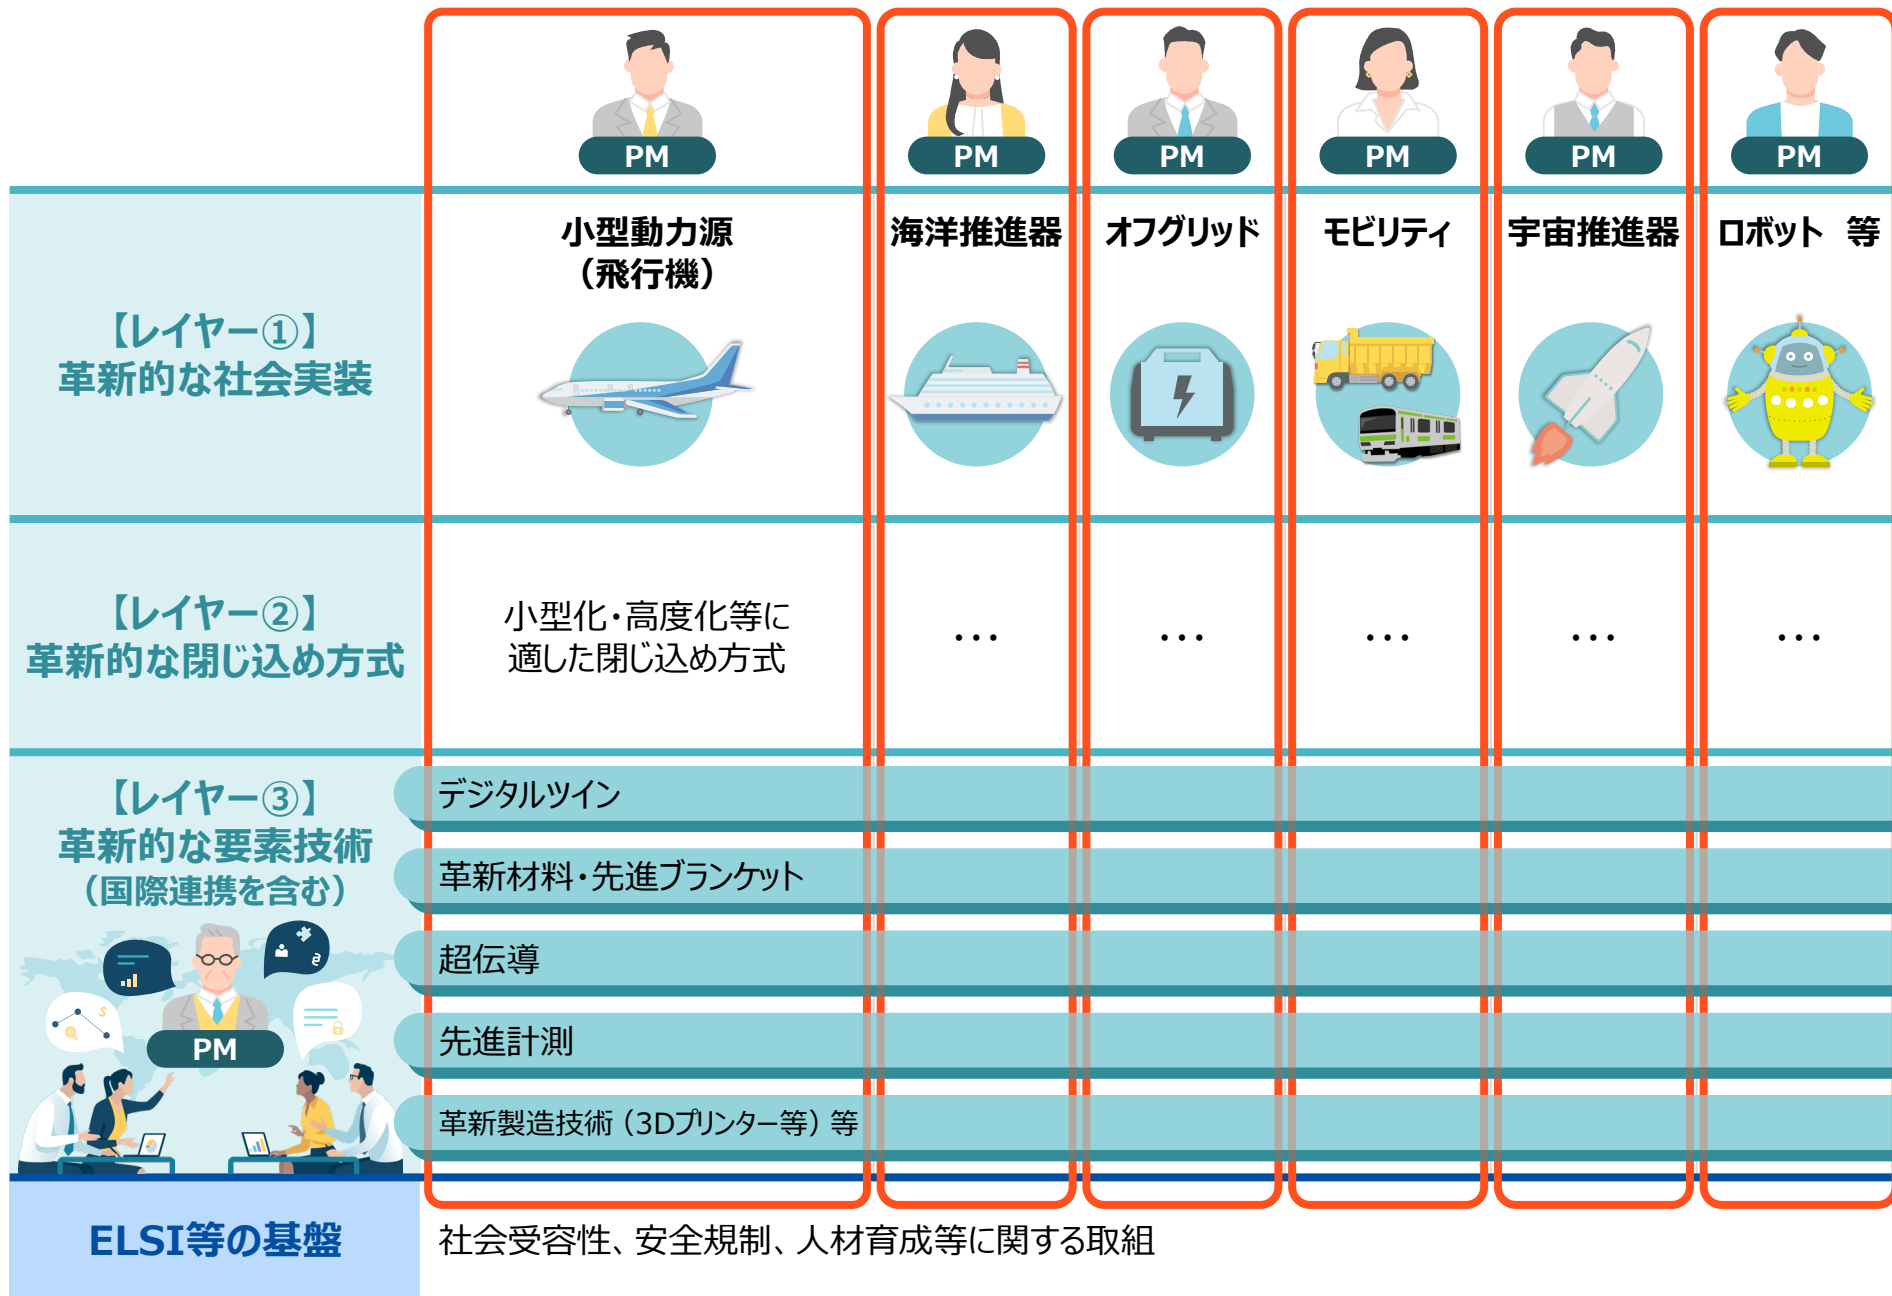 PM
PM
PM
PM
PM
PM
小型動力源
（飛行機）
海洋推進器
オフグリッド
モビリティ
宇宙推進器
ロボット 等
【レイヤー①】
革新的な社会実装
【レイヤー②】
革新的な閉じ込め方式
小型化・高度化等に
適した閉じ込め方式
…
…
…
…
…
【レイヤー③】
革新的な要素技術
（国際連携を含む）
PM
デジタルツイン
革新材料・先進ブランケット
超伝導
先進計測
革新製造技術（3Dプリンター等）等
ELSI等の基盤
社会受容性、安全規制、人材育成等に関する取組